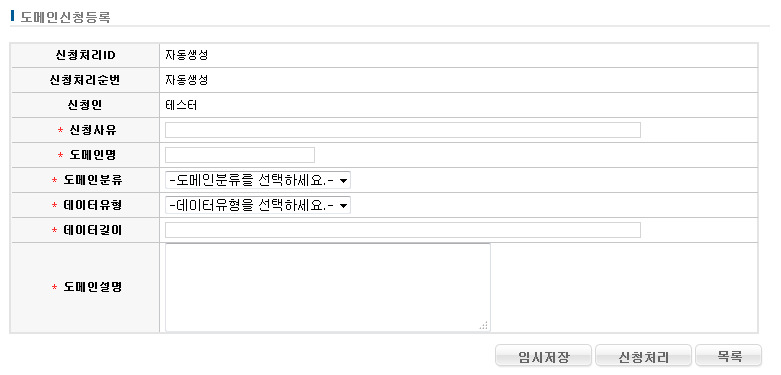 도메인신청등록
신청처리ID 자동생성
신청처리순번 자동생성
신청인 테스터
* 신청사유
* 도메인명
* 도메인분류 -도메인분류을 선택하세요.-
* 데이터유형 -데이터유형을 선택하세요.-
* 데이터길이
* 도메인설명
임시저장 신청처리 목록